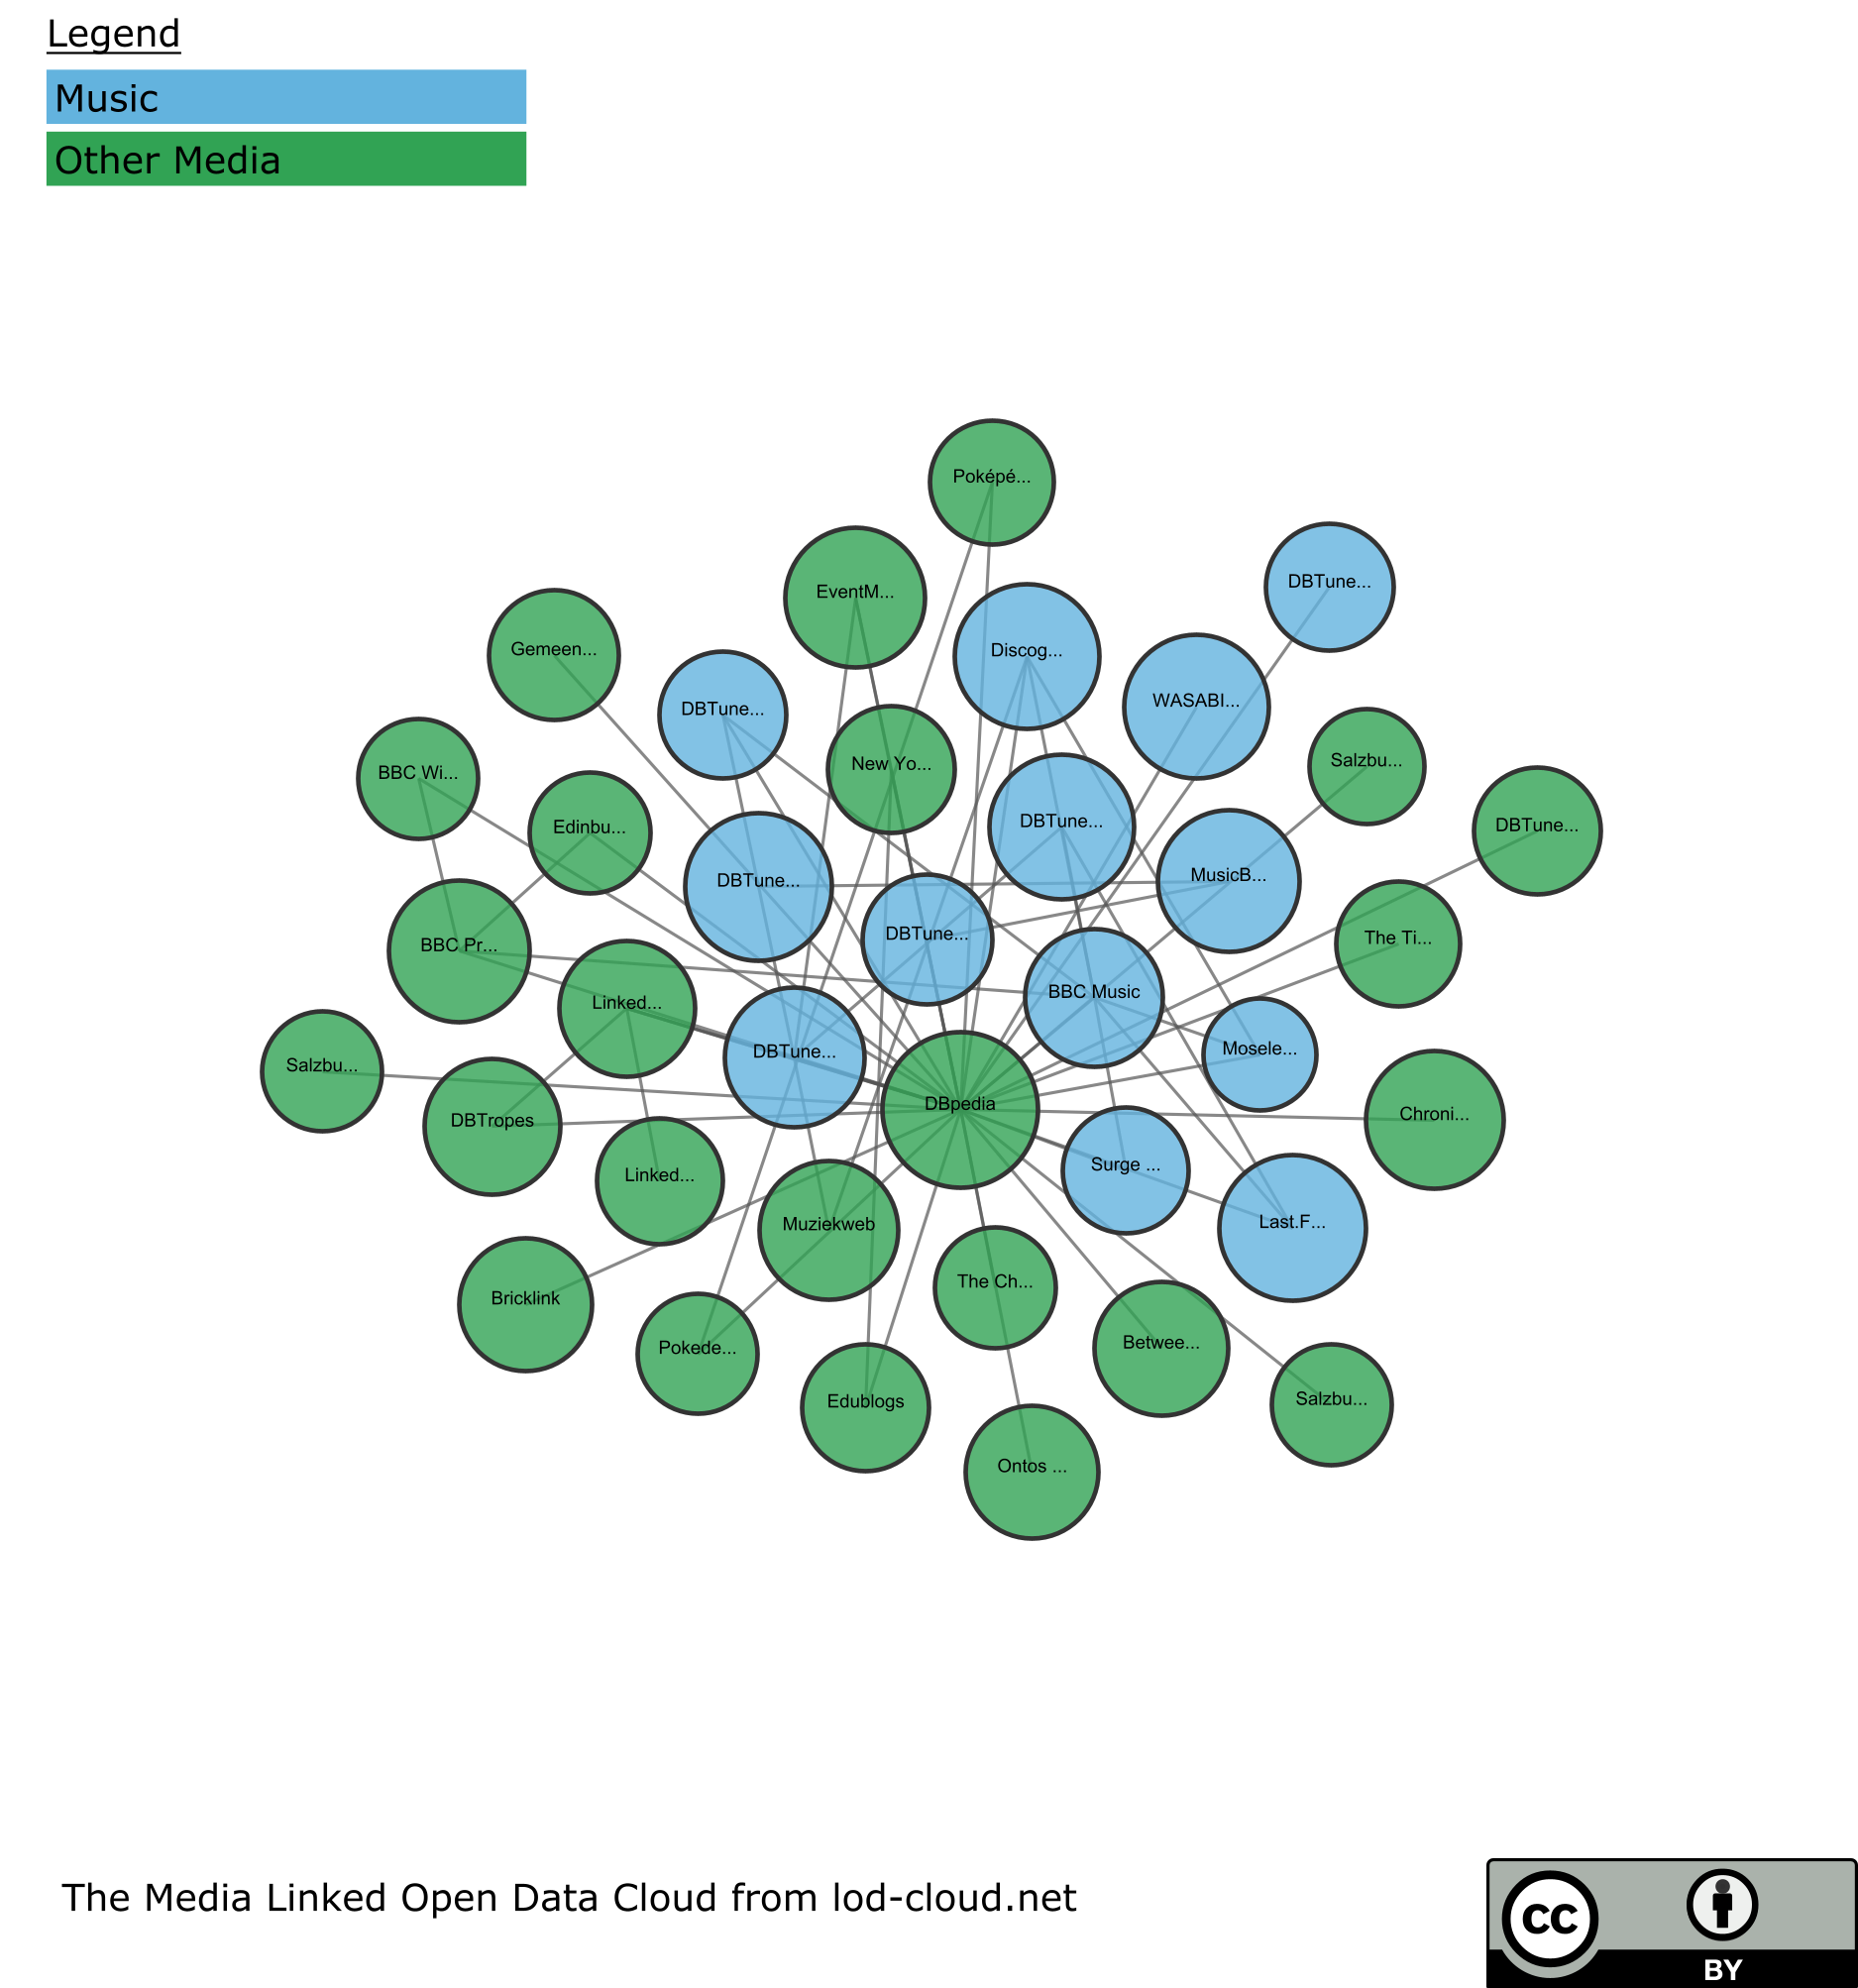 Legend
Music
Other Media
Poképé...
DBTune...
EventM...
Discog...
Gemeen...
WASABI...
DBTune...
Salzbu...
New Yo...
BBC Wi...
DBTune...
DBTune...
Edinbu...
MusicB...
DBTune...
DBTune...
The Ti...
BBC Pr...
BBC Music
Linked...
Mosele...
DBTune...
Salzbu...
DBpedia
Chroni...
DBTropes
Surge ...
Linked...
Last.F...
Muziekweb
The Ch...
Bricklink
Betwee...
Pokede...
Salzbu...
Edublogs
Ontos ...
The Media Linked Open Data Cloud from lod-cloud.net
cc
BY